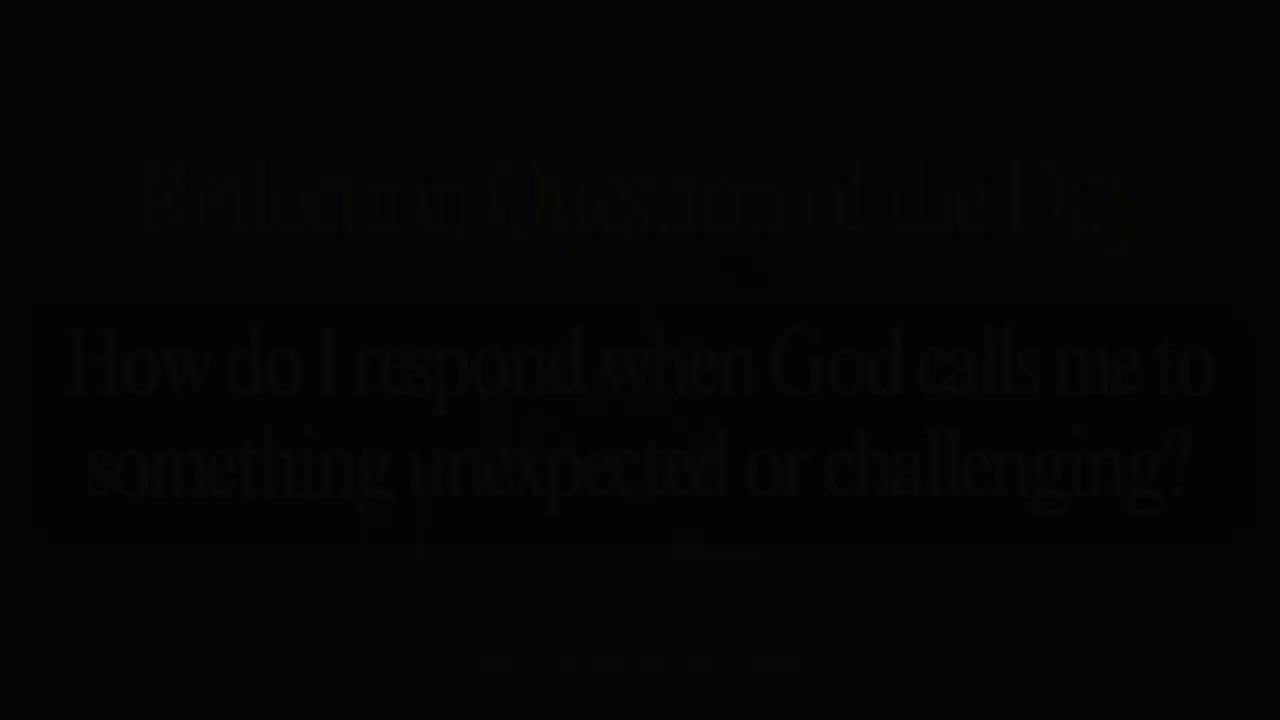 Reflection Question of the Day
How do I respond when God calls me to
something unexpected or challenging?